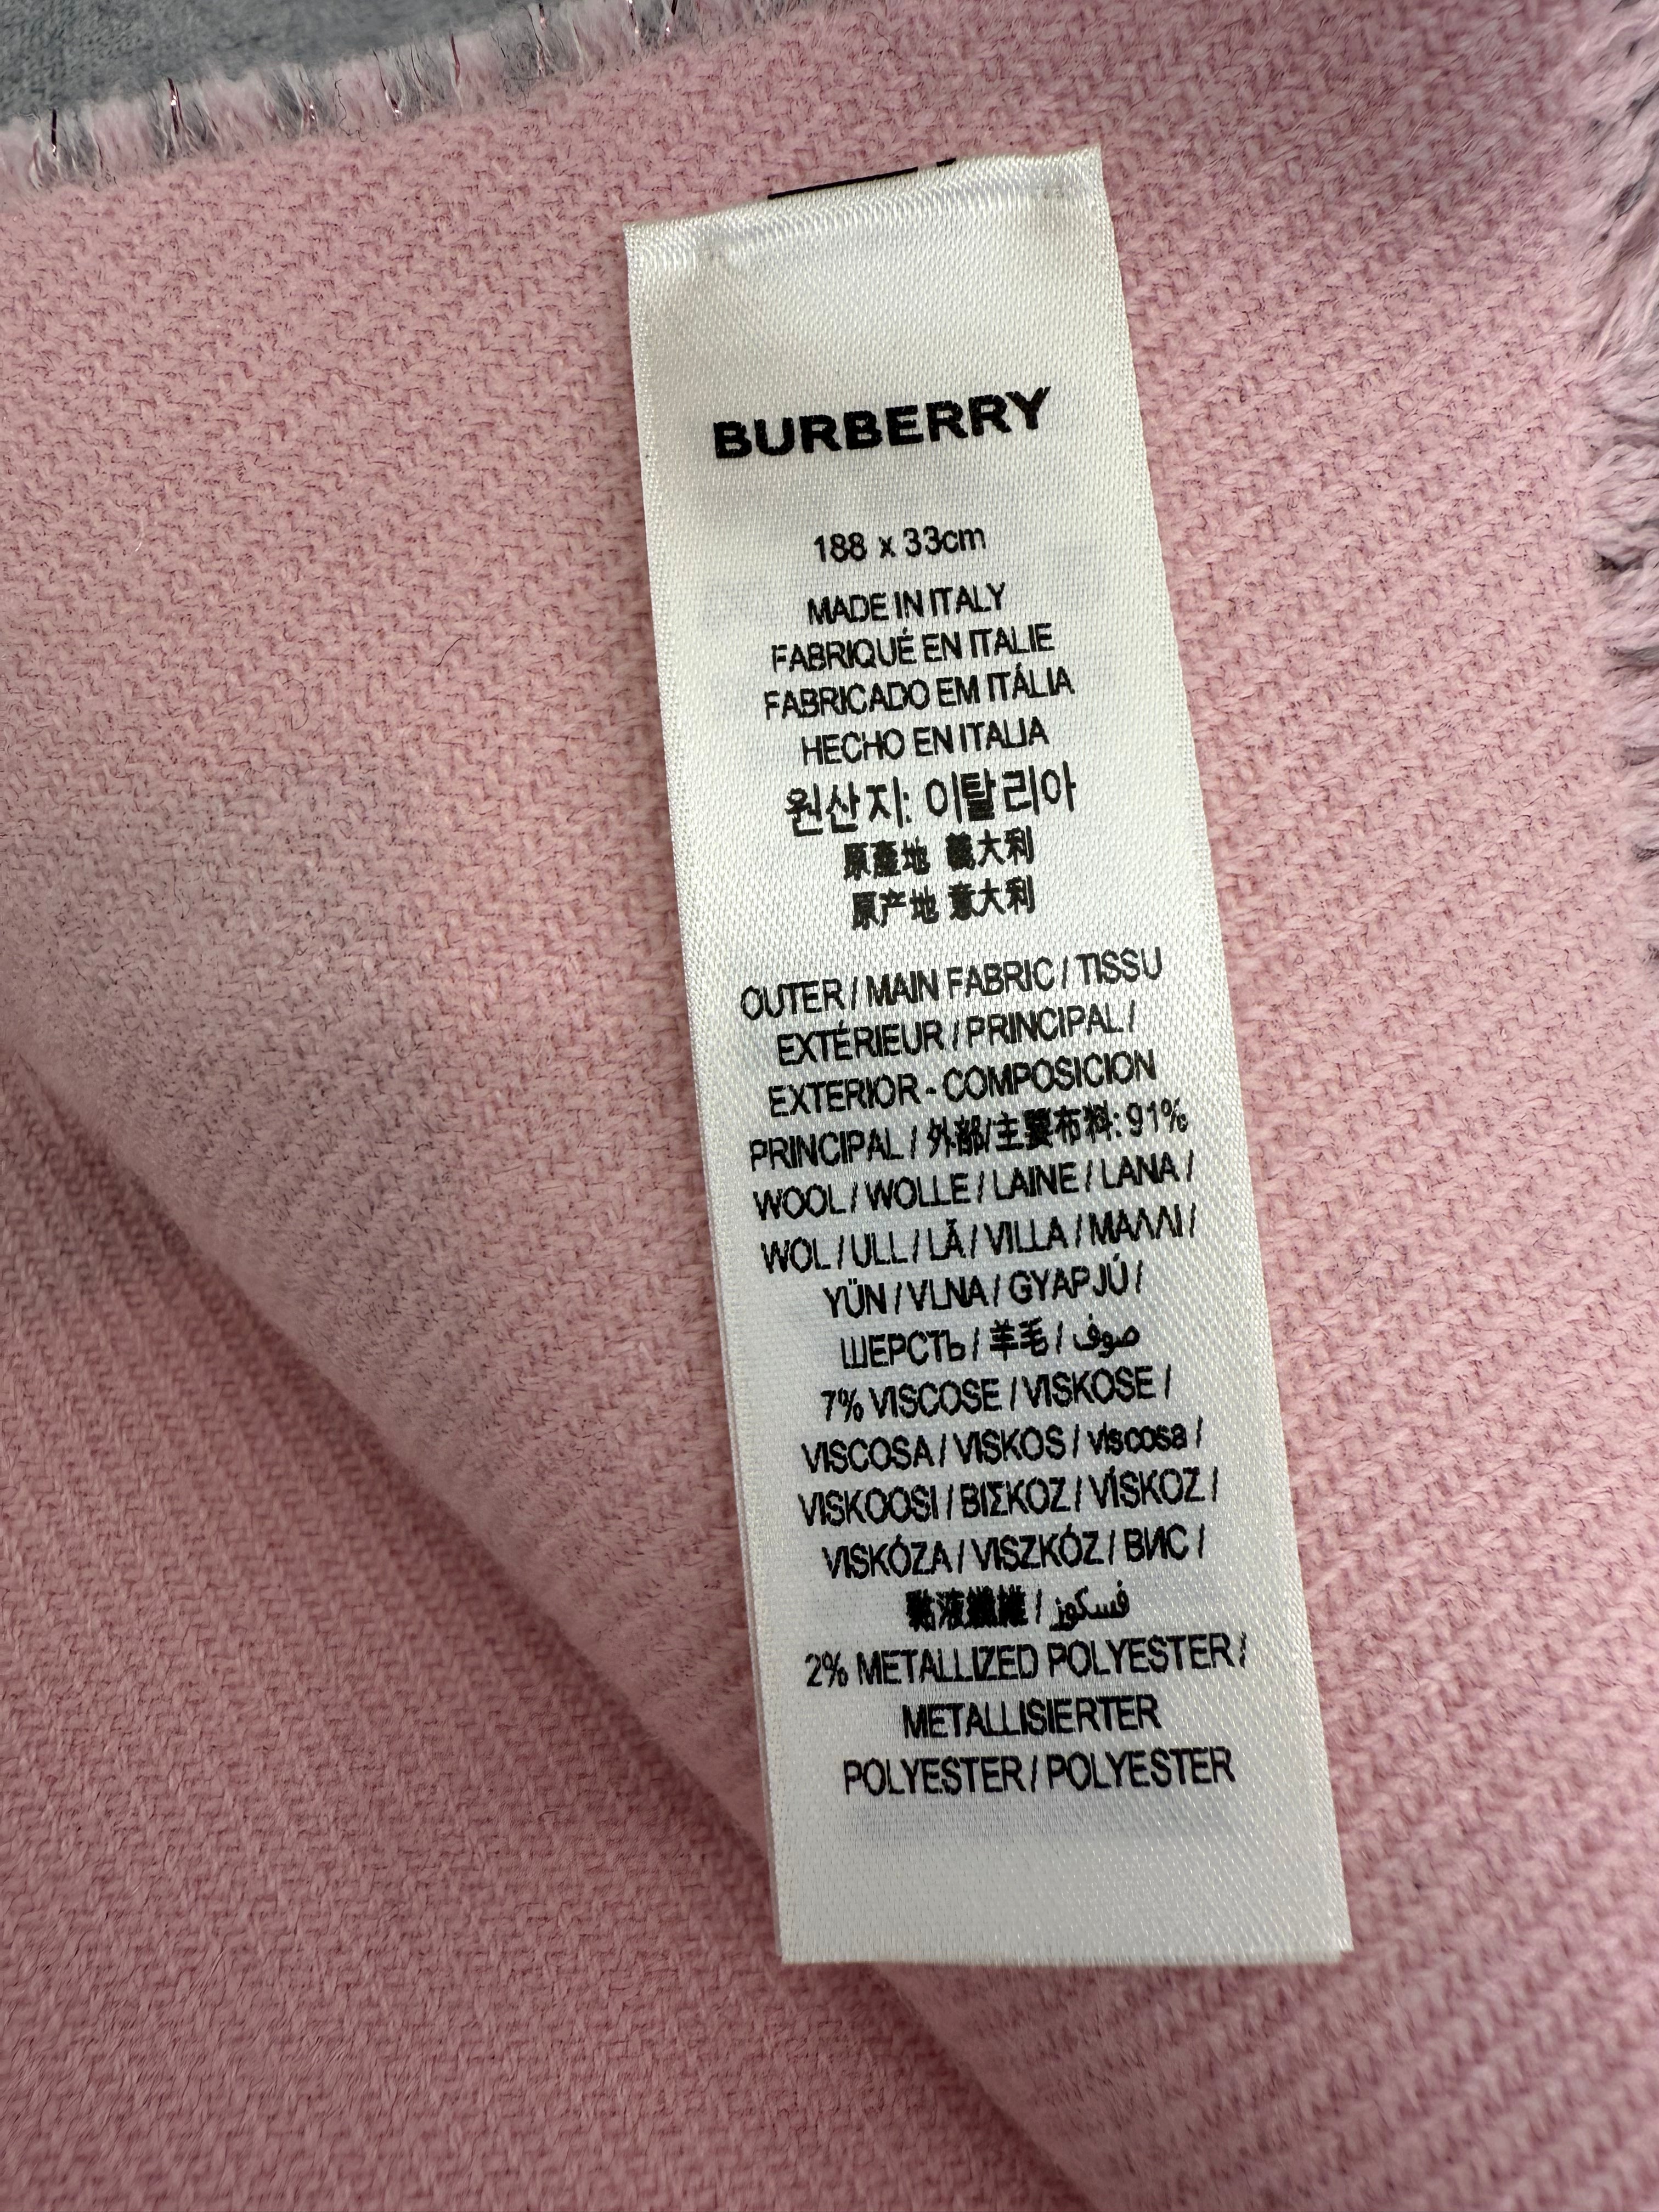 BURBERRY
188 x 33cm
MADE IN ITALY
FABRIQUÉ EN ITALIE
FABRICADO EM ITÁLIA
HECHO EN ITALIA
원산지: 이탈리아
原產地 義大利
原产地 意大利
OUTER / MAIN FABRIC / TISSU
EXTÉRIEUR / PRINCIPAL /
EXTERIOR - COMPOSICION
PRINCIPAL / 外部/主要布料: 91%
WOOL / WOLLE / LAINE / LANA /
WOL / ULL / LÃ / VILLA / ΜΑΛΛΙ /
YÜN / VLNA / GYAPJÚ /
ШЕРСТЬ / 羊毛 / صوف
7% VISCOSE / VISKOSE /
VISCOSA / VISKOS / viscosa /
VISKOOSI / ΒΙΣΚΟΖ / VİSKOZ /
VISKÓZA / VISZKÓZ / ВИС /
黏液纖維 / فسكوز
2% METALLIZED POLYESTER /
METALLISIERTER
POLYESTER / POLYESTER